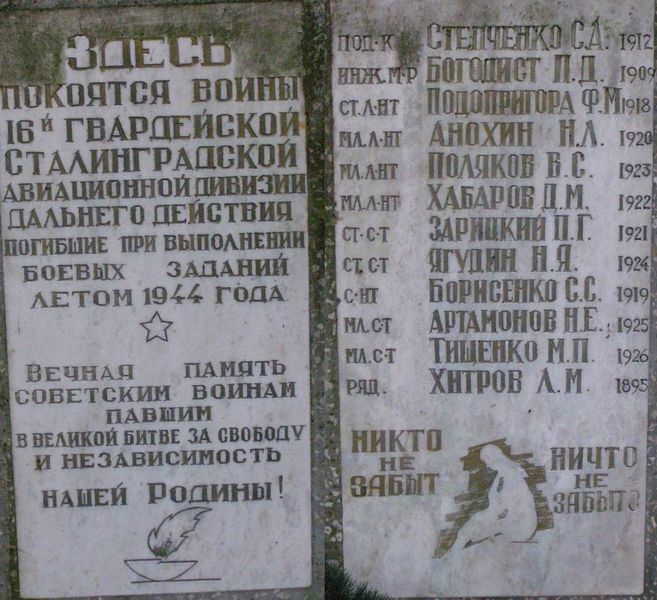 ЗДЕСЬ
ПОКОЯТСЯ ВОИНЫ
16Й ГВАРДЕЙСКОЙ
СТАЛИНГРАДСКОЙ
АВИАЦИОННОЙ ДИВИЗИИ
ДАЛЬНЕГО ДЕЙСТВИЯ
ПОГИБШИЕ ПРИ ВЫПОЛНЕНИИ
БОЕВЫХ ЗАДАНИЙ
ЛЕТОМ 1944 ГОДА
ВЕЧНАЯ ПАМЯТЬ
СОВЕТСКИМ ВОИНАМ
ПАВШИМ
В ВЕЛИКОЙ БИТВЕ ЗА СВОБОДУ
И НЕЗАВИСИМОСТЬ
НАШЕЙ РОДИНЫ!
ПОД-К СТЕПЧЕНКО С.А. 1912
ИНЖ.М-Р БОГОДИСТ П.Д. 1909
СТ.Л-НТ ПОДОПРИГОРА Ф.М 1918
МЛ.Л-НТ АНОХИН Н.Л. 1920
МЛ.Л-НТ ПОЛЯКОВ В.С. 1923
МЛ.Л-НТ ХАБАРОВ Д.М. 1922
СТ-С-Т ЗАРИЦКИЙ П.Г. 1921
СТ.СТ ЯГУДИН Н.Я. 1924
С-НТ БОРИСЕНКО С.С. 1919
МЛ.СТ АРТАМОНОВ Н.Е. 1925
МЛ.С-Т ТИЩЕНКО М.П. 1926
РЯД. ХИТРОВ Л.М. 1895
НИКТО
НЕ
ЗАБЫТ
НИЧТО
НЕ
ЗАБЫТО